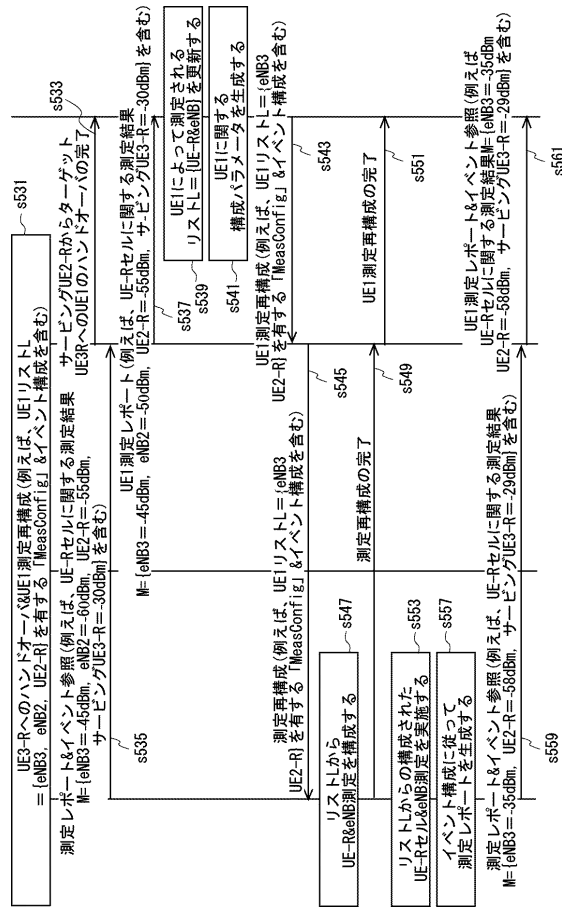 UE3-Rへのハンドオーバ&UE1測定再構成(例えば、UE1リストL
={eNB3, eNB2, UE2-R}を有する「MeasConfig」&イベント構成を含む)
s531
測定レポート&イベント参照(例えば、UE-Rセルに関する測定結果
M={eNB3=-45dBm, eNB2=-60dBm, UE2-R=-55dBm,
サービングUE3-R=-30dBm}を含む)
s535
サービングUE2-Rからターゲット
UE3RへのUE1のハンドオーバの完了
s533
UE1測定レポート(例えば、UE-Rセルに関する測定結果
M={eNB3=-45dBm, eNB2=-50dBm, UE2-R=-55dBm, サービングUE3-R=-30dBm}を含む)
s537
UE1によって測定される
リストL={UE-R&eNB}を更新する
s539
UE1に関する
構成パラメータを生成する
s541
UE1測定再構成(例えば、UE1リストL={eNB3
UE2-R}を有する「MeasConfig」&イベント構成を含む)
s543
測定再構成(例えば、UE1リストL={eNB3
UE2-R}を有する「MeasConfig」&イベント構成を含む)
s545
リストLから
UE-R&eNB測定を構成する
s547
測定再構成の完了
s549
UE1測定再構成の完了
s551
リストLからの構成された
UE-Rセル&eNB測定を実施する
s553
イベント構成に従って
測定レポートを生成する
s557
測定レポート&イベント参照(例えば、UE-Rセルに関する測定結果
M={eNB3=-35dBm, UE2-R=-58dBm, サービングUE3-R=-29dBm}を含む)
s559
UE1測定レポート&イベント参照(例えば
UE-Rセルに関する測定結果M={eNB3=-35dBm
UE2-R=-58dBm, サービングUE3-R=-29dBm}を含む)
s561